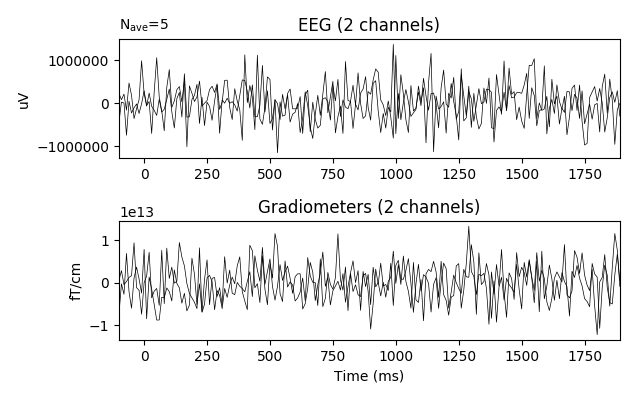 Nave=5
EEG (2 channels)
1000000
0
−1000000
uV
0 250 500 750 1000 1250 1500 1750
1e13
Gradiometers (2 channels)
1
0
−1
fT/cm
0 250 500 750 1000 1250 1500 1750
Time (ms)